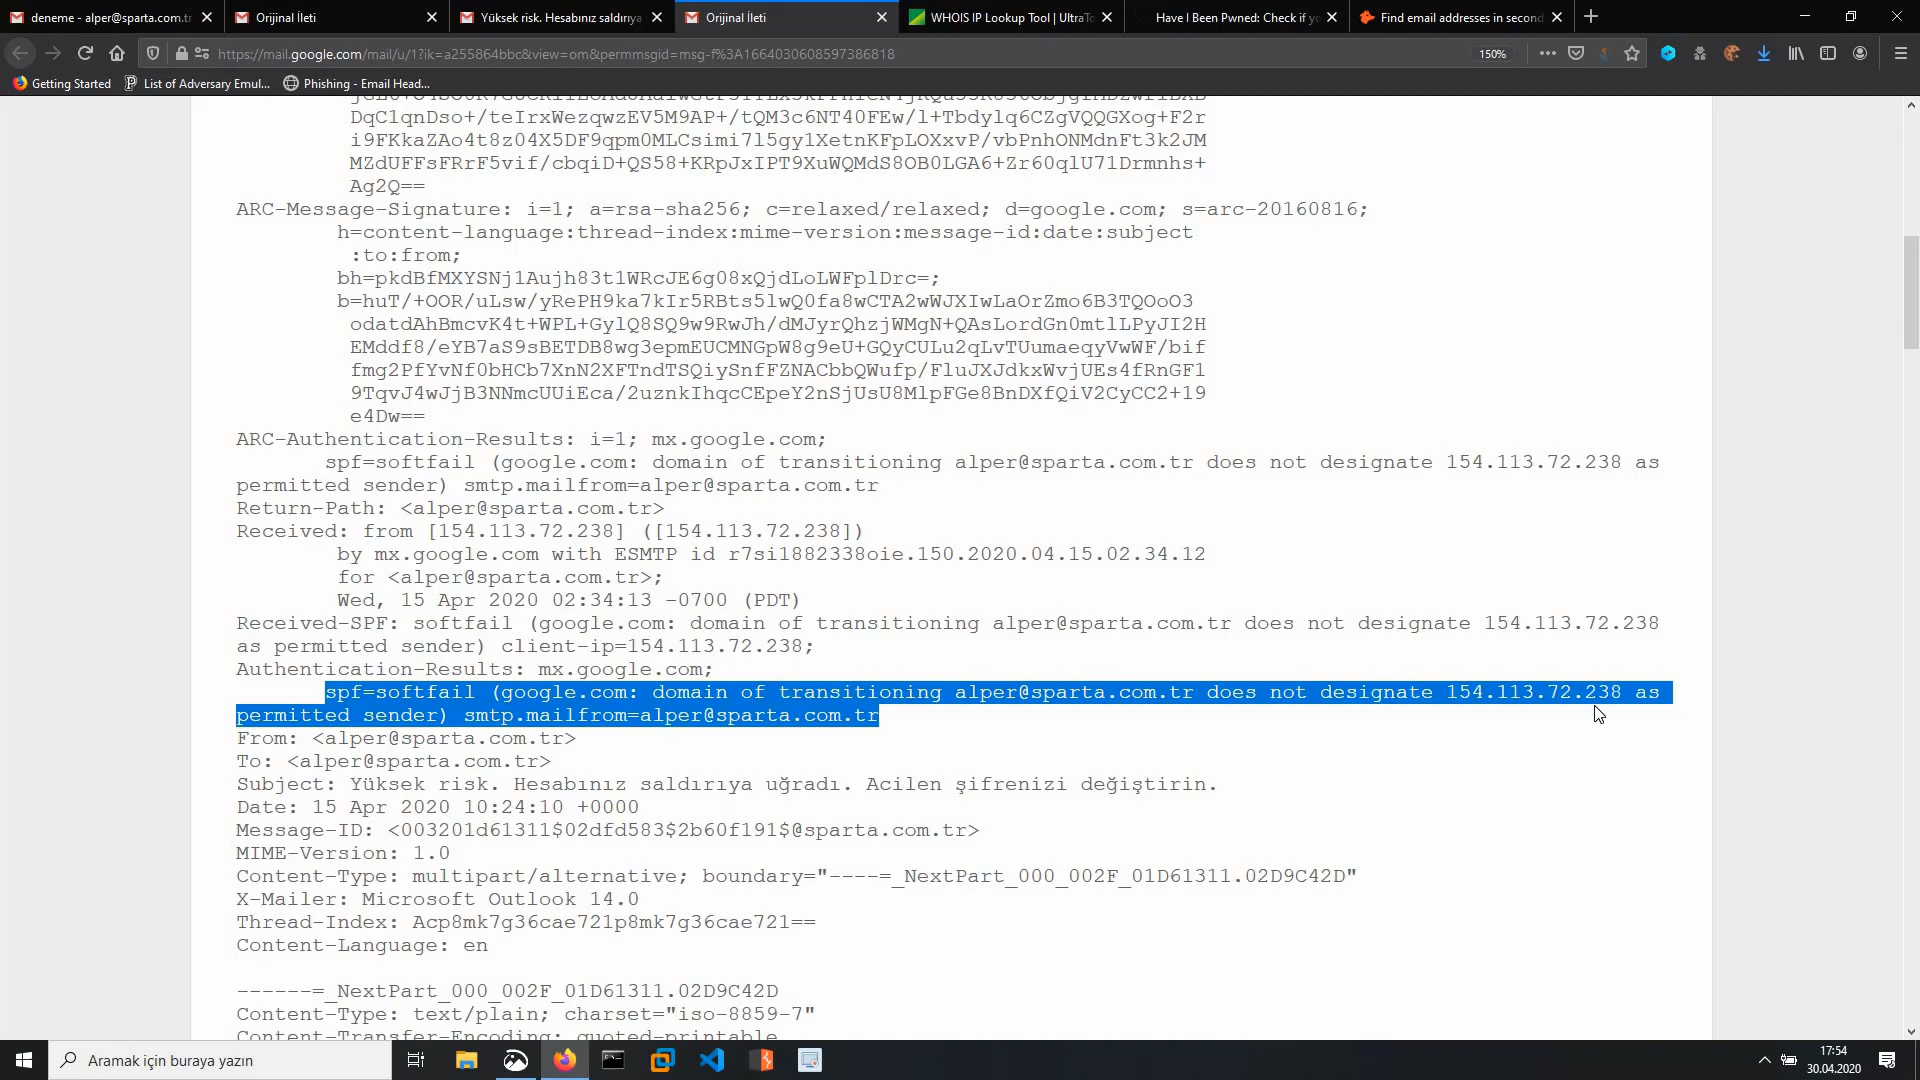 deneme - alper@sparta.com.tr
Orijinal İleti
Yüksek risk. Hesabınız saldırıya
Orijinal İleti
WHOIS IP Lookup Tool | UltraTo
Have I Been Pwned: Check if yo
Find email addresses in second
https://mail.google.com/mail/u/1?ik=a255864bbc&view=om&permmsgid=msg-f%3A1664030608597386818
150%
Getting Started
List of Adversary Emul...
Phishing - Email Head...
DqClqnDso+/teIrxWezqwzEV5M9AP+/tQM3c6NT40FEw/l+Tbdylq6CZgVQQGXog+F2r
i9FKkaZAo4t8z04X5DF9qpm0MLCsimi7l5gy1XetnKFpLOXxvP/vbPnhONMdnFt3k2JM
MZdUFFsFRrF5vif/cbqiD+QS58+KRpJxIPT9XuWQMdS8OB0LGA6+Zr60qlU71Drmnhs+
Ag2Q==
ARC-Message-Signature: i=1; a=rsa-sha256; c=relaxed/relaxed; d=google.com; s=arc-20160816;
h=content-language:thread-index:mime-version:message-id:date:subject
:to:from;
bh=pkdBfMXYSNj1Aujh83t1WRcJE6g08xQjdLoLWFplDrc=;
b=huT/+OOR/uLsw/yRePH9ka7kIr5RBts5lwQ0fa8wCTA2wWJXIwLaOrZmo6B3TQOoO3
odatdAhBmcvK4t+WPL+GylQ8SQ9w9RwJh/dMJyrQhzjWMgN+QAsLordGn0mtlLPyJI2H
EMddf8/eYB7aS9sBETDB8wg3epmEUCMNGpW8g9eU+GQyCULu2qLvTUumaeqyVwWF/bif
fmg2PfYvNf0bHCb7XnN2XFTndTSQiySnfFZNACbbQWufp/FluJXJdkxWvjUEs4fRnGF1
9TqvJ4wJjB3NNmcUUiEca/2uznkIhqcCEpeY2nSjUsU8MlpFGe8BnDXfQiV2CyCC2+19
e4Dw==
ARC-Authentication-Results: i=1; mx.google.com;
spf=softfail (google.com: domain of transitioning alper@sparta.com.tr does not designate 154.113.72.238 as
permitted sender) smtp.mailfrom=alper@sparta.com.tr
Return-Path: <alper@sparta.com.tr>
Received: from [154.113.72.238] ([154.113.72.238])
by mx.google.com with ESMTP id r7si1882338oie.150.2020.04.15.02.34.12
for <alper@sparta.com.tr>;
Wed, 15 Apr 2020 02:34:13 -0700 (PDT)
Received-SPF: softfail (google.com: domain of transitioning alper@sparta.com.tr does not designate 154.113.72.238
as permitted sender) client-ip=154.113.72.238;
Authentication-Results: mx.google.com;
spf=softfail (google.com: domain of transitioning alper@sparta.com.tr does not designate 154.113.72.238 as
permitted sender) smtp.mailfrom=alper@sparta.com.tr
From: <alper@sparta.com.tr>
To: <alper@sparta.com.tr>
Subject: Yüksek risk. Hesabınız saldırıya uğradı. Acilen şifrenizi değiştirin.
Date: 15 Apr 2020 10:24:10 +0000
Message-ID: <003201d61311$02dfd583$2b60f191$@sparta.com.tr>
MIME-Version: 1.0
Content-Type: multipart/alternative; boundary="----=_NextPart_000_002F_01D61311.02D9C42D"
X-Mailer: Microsoft Outlook 14.0
Thread-Index: Acp8mk7g36cae721p8mk7g36cae721==
Content-Language: en
------=_NextPart_000_002F_01D61311.02D9C42D
Content-Type: text/plain; charset="iso-8859-7"
Content-Transfer-Encoding: quoted-printable
Aramak için buraya yazın
17:54
30.04.2020